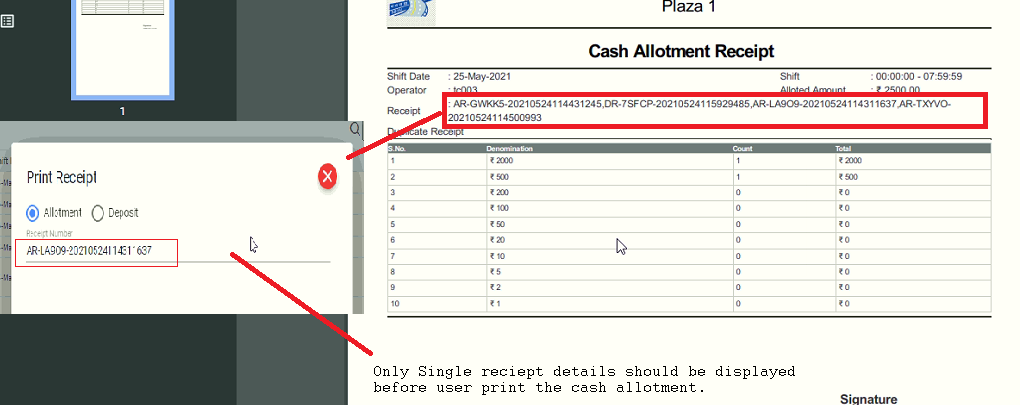 Plaza 1
Cash Allotment Receipt
Shift Date : 25-May-2021 Shift : 00:00:00 - 07:59:59
Operator : tc003 Alloted Amount : ₹ 2500.00
Receipt : AR-GWKK5-20210524114431245,DR-7SFCP-20210524115929485,AR-LA9O9-20210524114311637,AR-TXYVO-
20210524114500993
Duplicate Receipt
S.No. Denomination Count Total
1 ₹ 2000 1 ₹ 2000
2 ₹ 500 1 ₹ 500
3 ₹ 200 0 ₹ 0
4 ₹ 100 0 ₹ 0
5 ₹ 50 0 ₹ 0
6 ₹ 20 0 ₹ 0
7 ₹ 10 0 ₹ 0
8 ₹ 5 0 ₹ 0
9 ₹ 2 0 ₹ 0
10 ₹ 1 0 ₹ 0
Signature
1
Print Receipt
Allotment Deposit
Receipt Number
AR-LA9O9-20210524114311637
Only Single reciept details should be displayed
before user print the cash allotment.